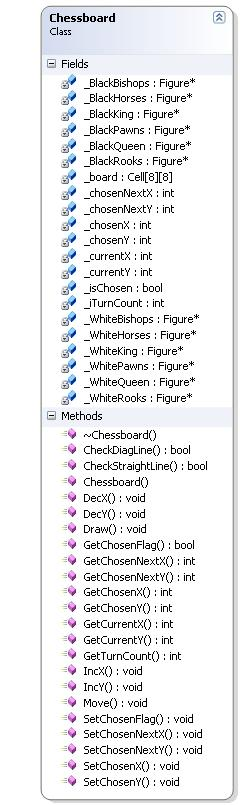 Chessboard
Class
Fields
_BlackBishops : Figure*
_BlackHorses : Figure*
_BlackKing : Figure*
_BlackPawns : Figure*
_BlackQueen : Figure*
_BlackRooks : Figure*
_board : Cell[8][8]
_chosenNextX : int
_chosenNextY : int
_chosenX : int
_chosenY : int
_currentX : int
_currentY : int
_isChosen : bool
_iTurnCount : int
_WhiteBishops : Figure*
_WhiteHorses : Figure*
_WhiteKing : Figure*
_WhitePawns : Figure*
_WhiteQueen : Figure*
_WhiteRooks : Figure*
Methods
~Chessboard()
CheckDiagLine() : bool
CheckStraightLine() : bool
Chessboard()
DecX() : void
DecY() : void
Draw() : void
GetChosenFlag() : bool
GetChosenNextX() : int
GetChosenNextY() : int
GetChosenX() : int
GetChosenY() : int
GetCurrentX() : int
GetCurrentY() : int
GetTurnCount() : int
IncX() : void
IncY() : void
Move() : void
SetChosenFlag() : void
SetChosenNextX() : void
SetChosenNextY() : void
SetChosenX() : void
SetChosenY() : void